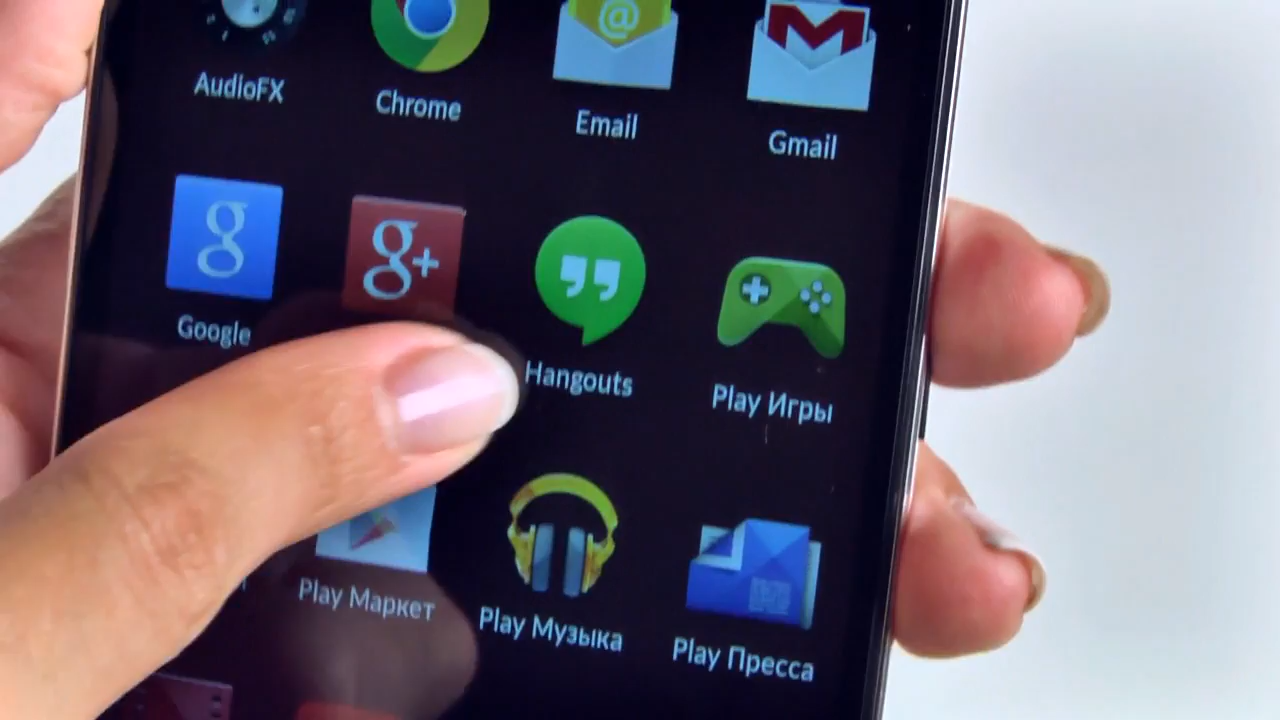 AudioFX
Chrome
Email
Gmail
Google
Hangouts
Play Игры
Play Маркет
Play Музыка
Play Пресса